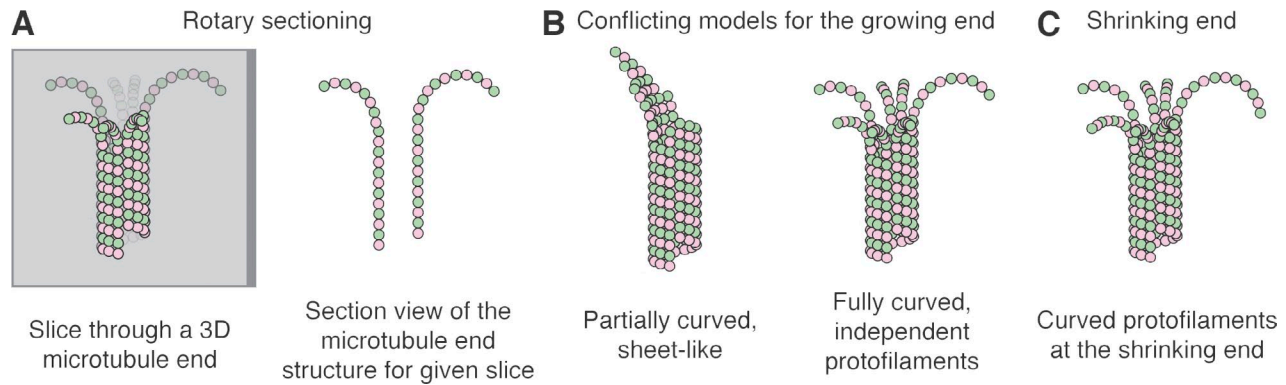 A
Rotary sectioning
Slice through a 3D
microtubule end
Section view of the
microtubule end
structure for given slice
B
Conflicting models for the growing end
Partially curved,
sheet-like
Fully curved,
independent
protofilaments
C
Shrinking end
Curved protofilaments
at the shrinking end